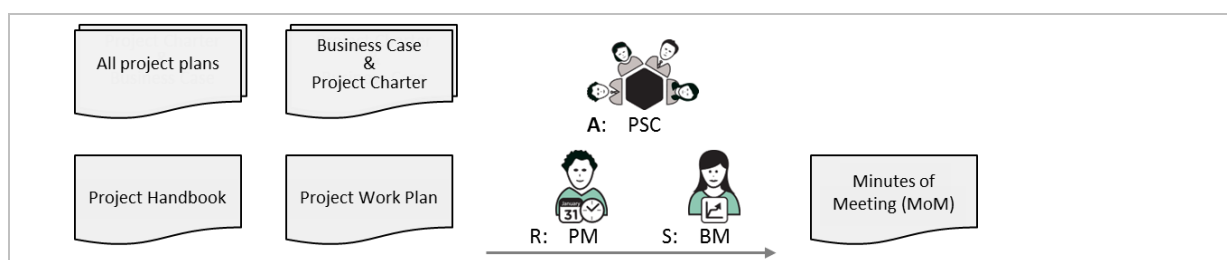 All project plans
Business Case
&
Project Charter
A: PSC
Project Handbook
Project Work Plan
January
31
R: PM
S: BM
Minutes of
Meeting (MoM)